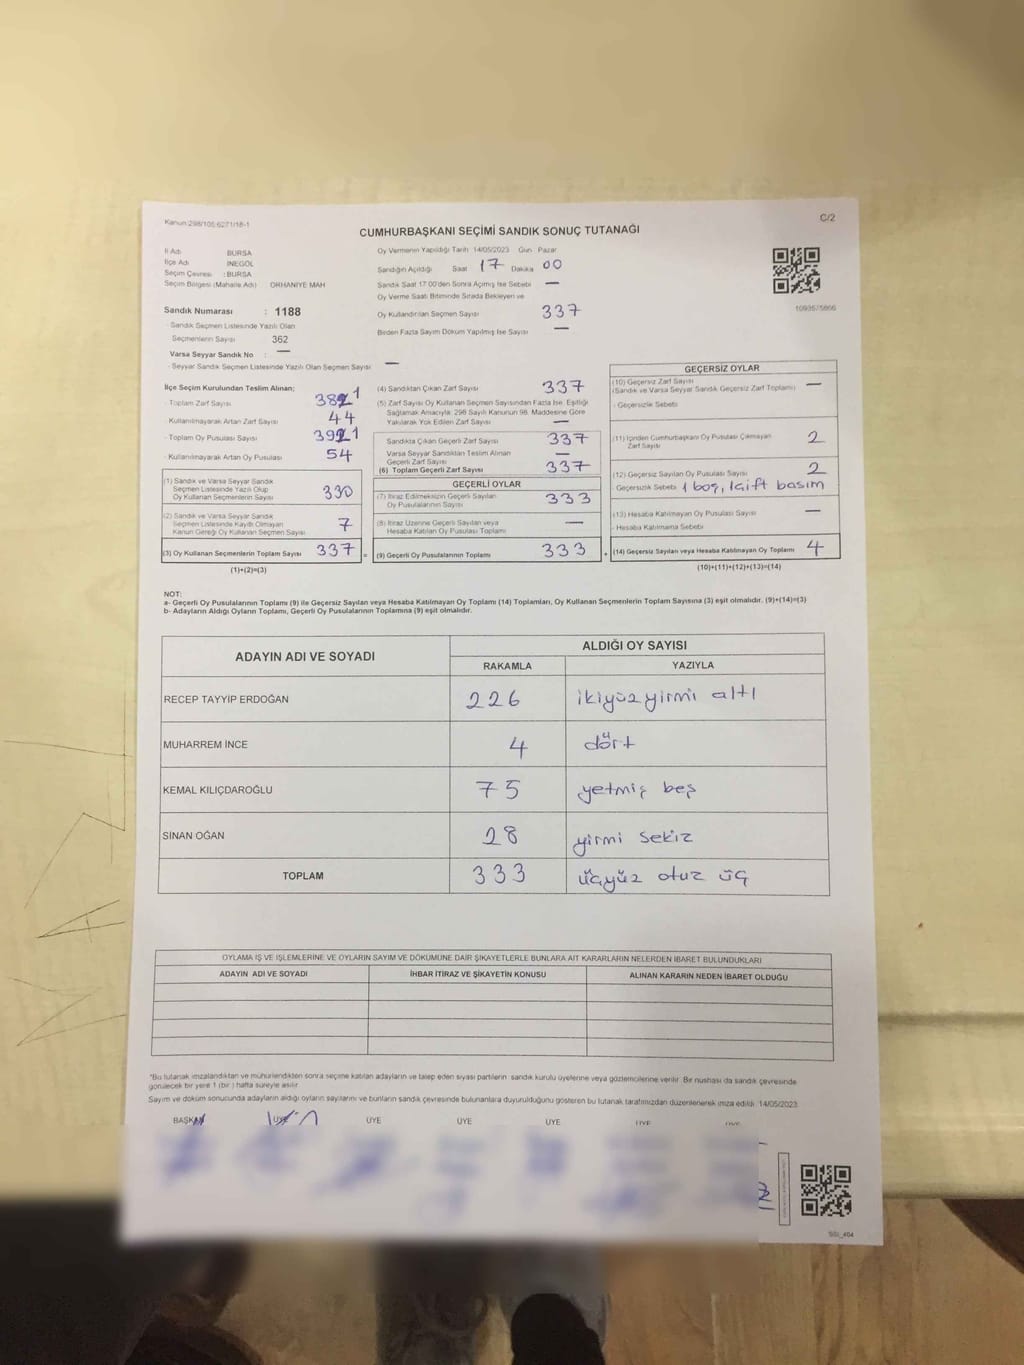 Kanun:298/105 6271/18-1
C/2
CUMHURBAŞKANI SEÇİMİ SANDIK SONUÇ TUTANAĞI
İl Adı : BURSA
İlçe Adı İNEGÖL
Seçim Çevresi : BURSA
Seçim Bölgesi (Mahalle Adı) ORHANİYE MAH
Sandık Numarası : 1188
- Sandık Seçmen Listesinde Yazılı Olan
Seçmenlerin Sayısı 362
Varsa Seyyar Sandık No : —
- Seyyar Sandık Seçmen Listesinde Yazılı Olan Seçmen Sayısı —
Oy Vermenin Yapıldığı Tarih 14/05/2023 Gün Pazar
Sandığın Açıldığı Saat 17 Dakika 00
Sandık Saat 17:00'den Sonra Açılmış İse Sebebi —
Oy Verme Saati Bitiminde Sırada Bekleyen ve
Oy Kullandırılan Seçmen Sayısı 337
Birden Fazla Sayım Döküm Yapılmış İse Sayısı —
İlçe Seçim Kurulundan Teslim Alınan;
- Toplam Zarf Sayısı 381
- Kullanılmayarak Artan Zarf Sayısı 44
- Toplam Oy Pusulası Sayısı 391
- Kullanılmayarak Artan Oy Pusulası 54
(1) Sandık ve Varsa Seyyar Sandık
Seçmen Listesinde Yazılı Olup
Oy Kullanan Seçmenlerin Sayısı 330
(2) Sandık ve Varsa Seyyar Sandık
Seçmen Listesinde Kayıtlı Olmayan
Kanun Gereği Oy Kullanan Seçmen Sayısı 7
(3) Oy Kullanan Seçmenlerin Toplam Sayısı 337 =
(1)+(2)=(3)
(4) Sandıktan Çıkan Zarf Sayısı 337
(5) Zarf Sayısı Oy Kullanan Seçmen Sayısından Fazla İse, Eşitliği
Sağlamak Amacıyla, 298 Sayılı Kanunun 98. Maddesine Göre
Yakılarak Yok Edilen Zarf Sayısı —
Sandıkta Çıkan Geçerli Zarf Sayısı 337
Varsa Seyyar Sandıktan Teslim Alınan
Geçerli Zarf Sayısı —
(6) Toplam Geçerli Zarf Sayısı 337
GEÇERLİ OYLAR
(7) İtiraz Edilmeksizin Geçerli Sayılan
Oy Pusulalarının Sayısı 333
(8) İtiraz Üzerine Geçerli Sayılan veya
Hesaba Katılan Oy Pusulası Toplamı —
(9) Geçerli Oy Pusulalarının Toplamı 333 +
GEÇERSİZ OYLAR
(10) Geçersiz Zarf Sayısı
(Sandık ve Varsa Seyyar Sandık Geçersiz Zarf Toplamı) —
- Geçersizlik Sebebi
(11) İçinden Cumhurbaşkanı Oy Pusulası Çıkmayan
Zarf Sayısı 2
(12) Geçersiz Sayılan Oy Pusulası Sayısı 2
- Geçersizlik Sebebi 1 boş, 1 çift basım
(13) Hesaba Katılmayan Oy Pusulası Sayısı —
- Hesaba Katılmama Sebebi
(14) Geçersiz Sayılan veya Hesaba Katılmayan Oy Toplamı 4
(10)+(11)+(12)+(13)=(14)
NOT:
a- Geçerli Oy Pusulalarının Toplamı (9) ile Geçersiz Sayılan veya Hesaba Katılmayan Oy Toplamı (14) Toplamları, Oy Kullanan Seçmenlerin Toplam Sayısına (3) eşit olmalıdır. (9)+(14)=(3)
b- Adayların Aldığı Oyların Toplamı, Geçerli Oy Pusulalarının Toplamına (9) eşit olmalıdır.
ADAYIN ADI VE SOYADI ALDIĞI OY SAYISI
RAKAMLA YAZIYLA
RECEP TAYYİP ERDOĞAN 226 ikiyüz yirmi altı
MUHARREM İNCE 4 dört
KEMAL KILIÇDAROĞLU 75 yetmiş beş
SİNAN OĞAN 28 yirmi sekiz
TOPLAM 333 üçyüz otuz üç
OYLAMA İŞ VE İŞLEMLERİNE VE OYLARIN SAYIM VE DÖKÜMÜNE DAİR ŞİKAYETLERLE BUNLARA AİT KARARLARIN NELERDEN İBARET BULUNDUKLARI
ADAYIN ADI VE SOYADI İHBAR İTİRAZ VE ŞİKAYETİN KONUSU ALINAN KARARIN NEDEN İBARET OLDUĞU
*Bu tutanak imzalandıktan ve mühürlendikten sonra seçime katılan adayların ve talep eden siyasi partilerin sandık kurulu üyelerine veya gözlemcilerine verilir. Bir nüshası da sandık çevresinde
görülecek bir yere 1 (bir) hafta süreyle asılır.
Sayım ve döküm sonucunda adayların aldığı oyların sayılarını ve bunların sandık çevresinde bulunanlara duyurulduğunu gösteren bu tutanak tarafımızdan düzenlenerek imza edildi. 14/05/2023
BAŞKAN ÜYE ÜYE ÜYE ÜYE ÜYE ÜYE